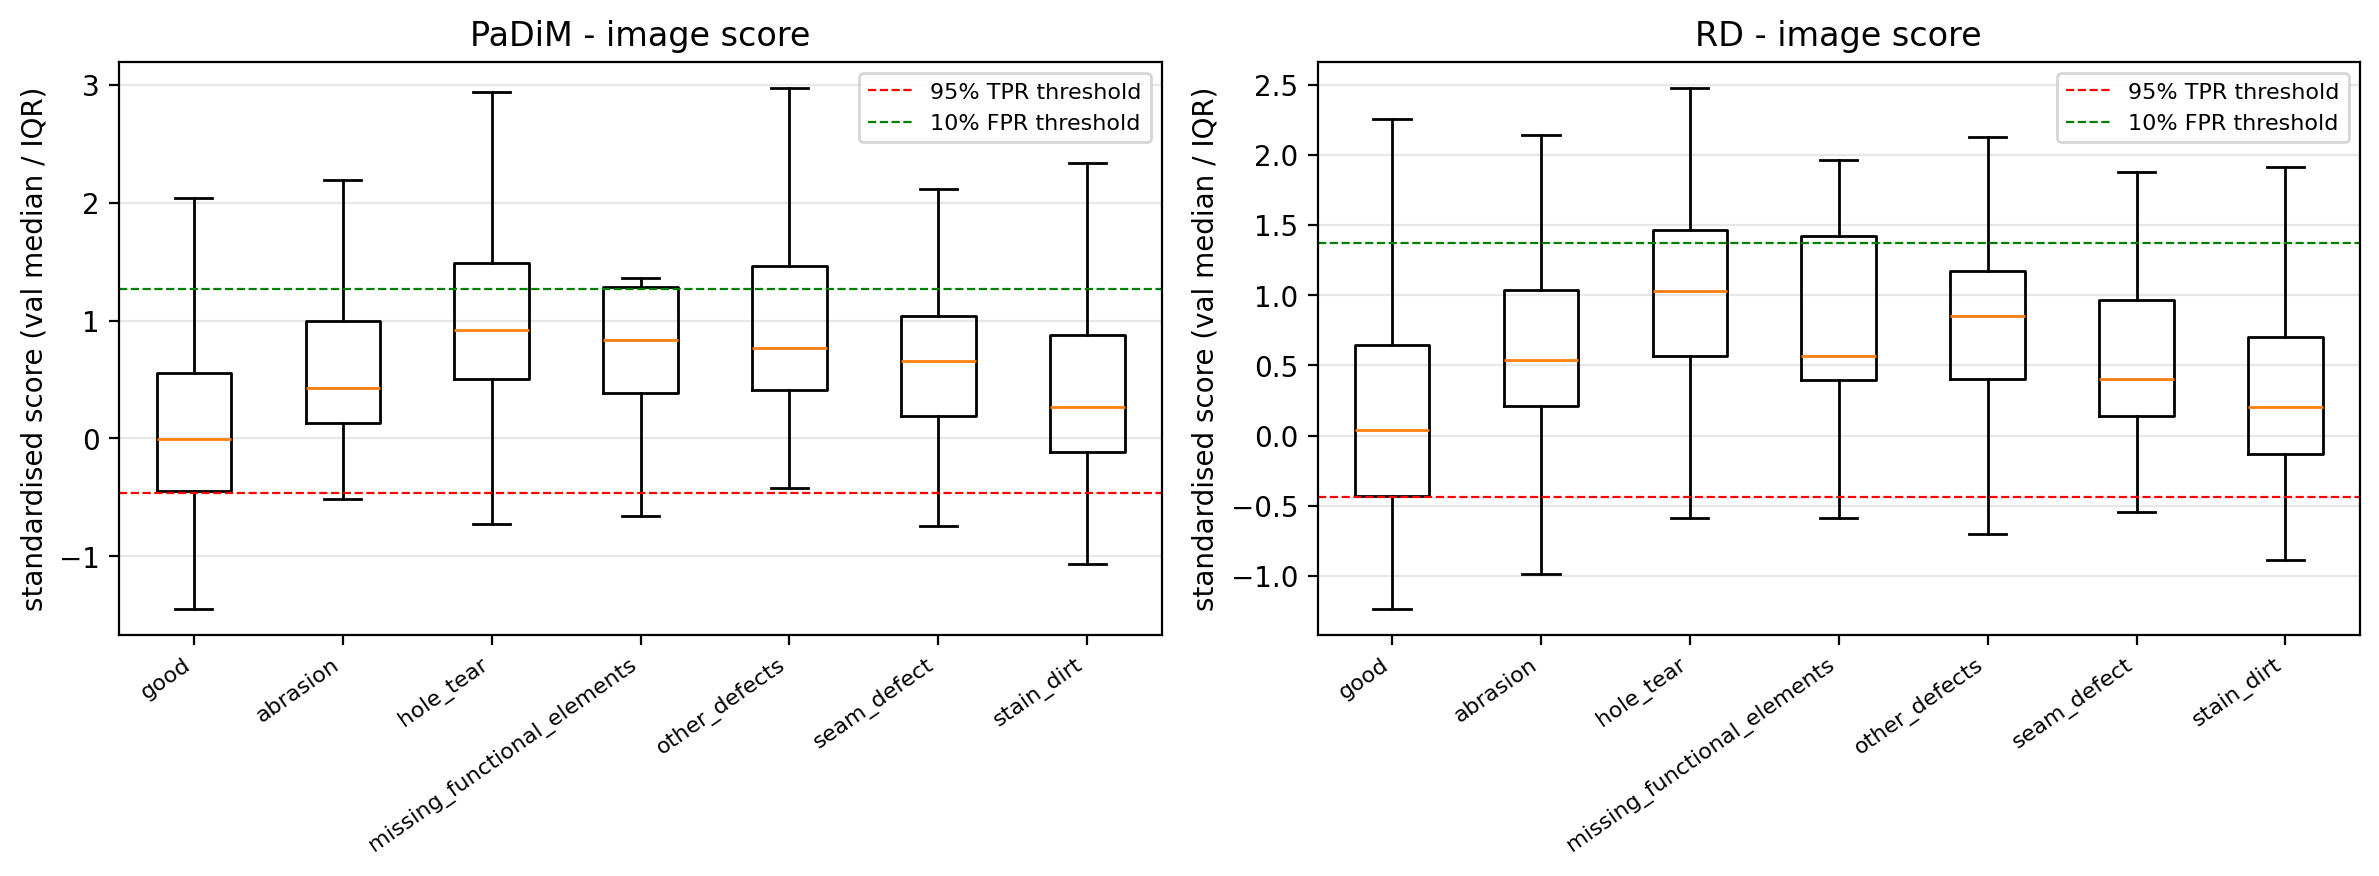 PaDiM - image score
standardised score (val median / IQR)
3
2
1
0
−1
95% TPR threshold
10% FPR threshold
good
abrasion
hole_tear
missing_functional_elements
other_defects
seam_defect
stain_dirt
RD - image score
standardised score (val median / IQR)
2.5
2.0
1.5
1.0
0.5
0.0
−0.5
−1.0
95% TPR threshold
10% FPR threshold
good
abrasion
hole_tear
missing_functional_elements
other_defects
seam_defect
stain_dirt